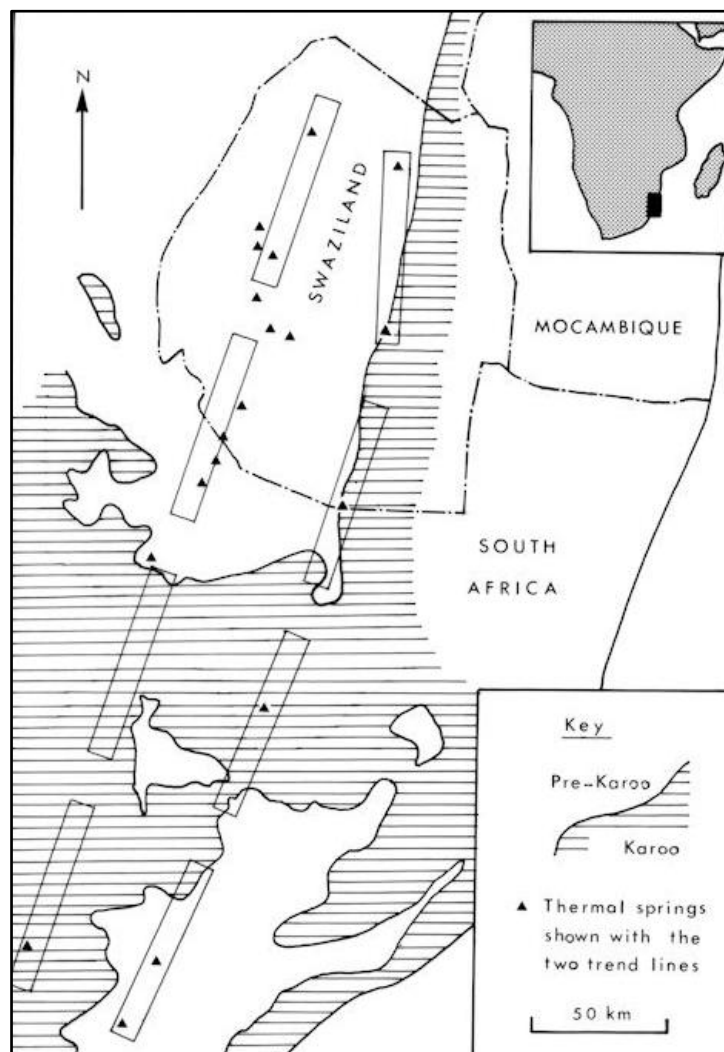 N
SWAZILAND
MOCAMBIQUE
SOUTH
AFRICA
Key
Pre-Karoo
Karoo
Thermal springs
shown with the
two trend lines
50 km